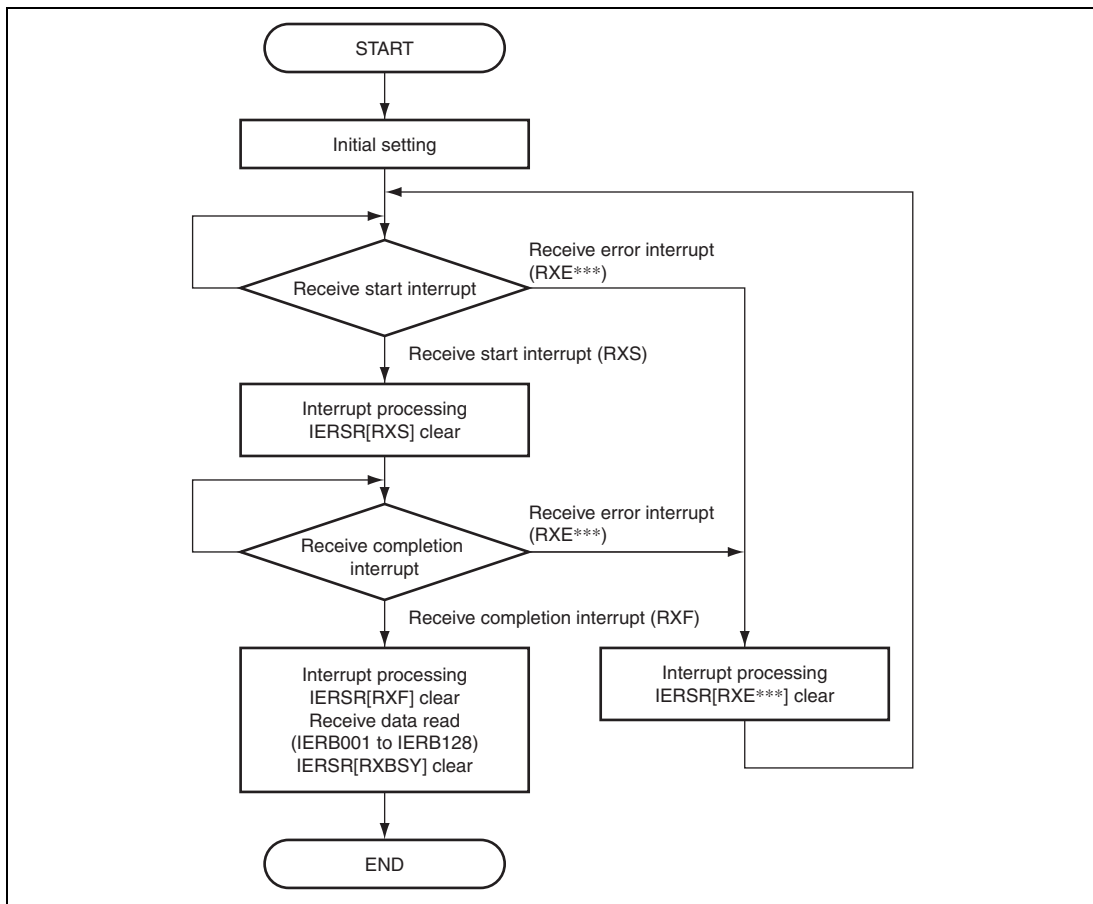 START
Initial setting
Receive error interrupt
(RXE***)
Receive start interrupt
Receive start interrupt (RXS)
Interrupt processing
IERSR[RXS] clear
Receive error interrupt
(RXE***)
Receive completion
interrupt
Receive completion interrupt (RXF)
Interrupt processing
IERSR[RXF] clear
Receive data read
(IERB001 to IERB128)
IERSR[RXBSY] clear
Interrupt processing
IERSR[RXE***] clear
END